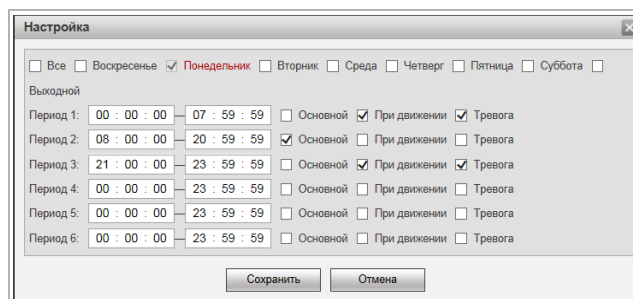 Настройка
Все Воскресенье Понедельник Вторник Среда Четверг Пятница Суббота
Выходной
Период 1: 00 : 00 : 00 — 07 : 59 : 59 Основной При движении Тревога
Период 2: 08 : 00 : 00 — 20 : 59 : 59 Основной При движении Тревога
Период 3: 21 : 00 : 00 — 23 : 59 : 59 Основной При движении Тревога
Период 4: 00 : 00 : 00 — 23 : 59 : 59 Основной При движении Тревога
Период 5: 00 : 00 : 00 — 23 : 59 : 59 Основной При движении Тревога
Период 6: 00 : 00 : 00 — 23 : 59 : 59 Основной При движении Тревога
Сохранить Отмена